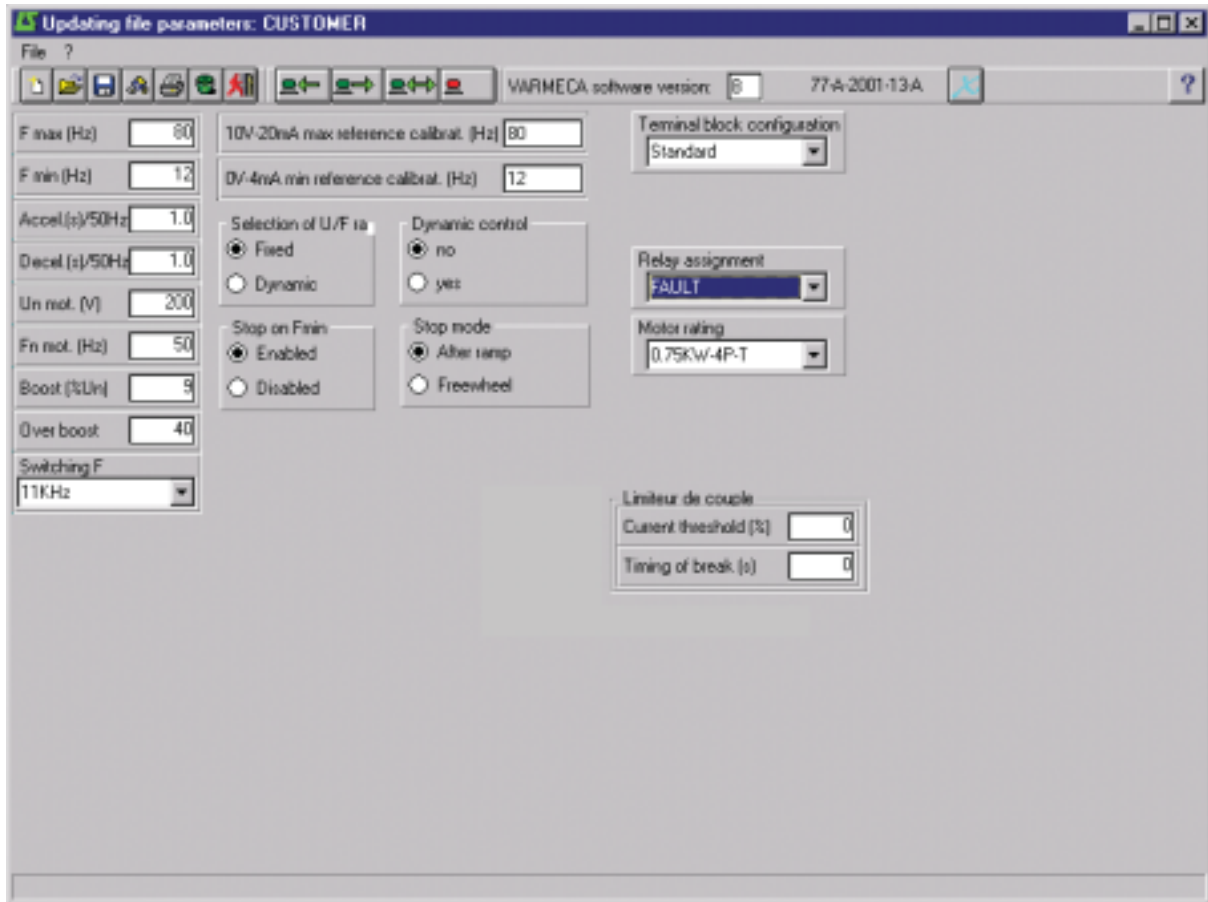 Updating file parameters: CUSTOMER
File ?
VARMECA software version: 8 77-A-2001-13-A ?
F max (Hz) 80
F min (Hz) 12
Accel.(s)/50Hz 1.0
Decel.(s)/50Hz 1.0
Un mot. (V) 200
Fn mot. (Hz) 50
Boost (%Un) 9
Over boost 40
Switching F
11KHz
10V-20mA max reference calibrat. (Hz) 80
0V-4mA min reference calibrat. (Hz) 12
Selection of U/F ra
Fixed
Dynamic
Dynamic control
no
yes
Stop on Fmin
Enabled
Disabled
Stop mode
After ramp
Freewheel
Terminal block configuration
Standard
Relay assignment
FAULT
Motor rating
0.75KW-4P-T
Limiteur de couple
Current threshold (%) 0
Timing of break (s) 0